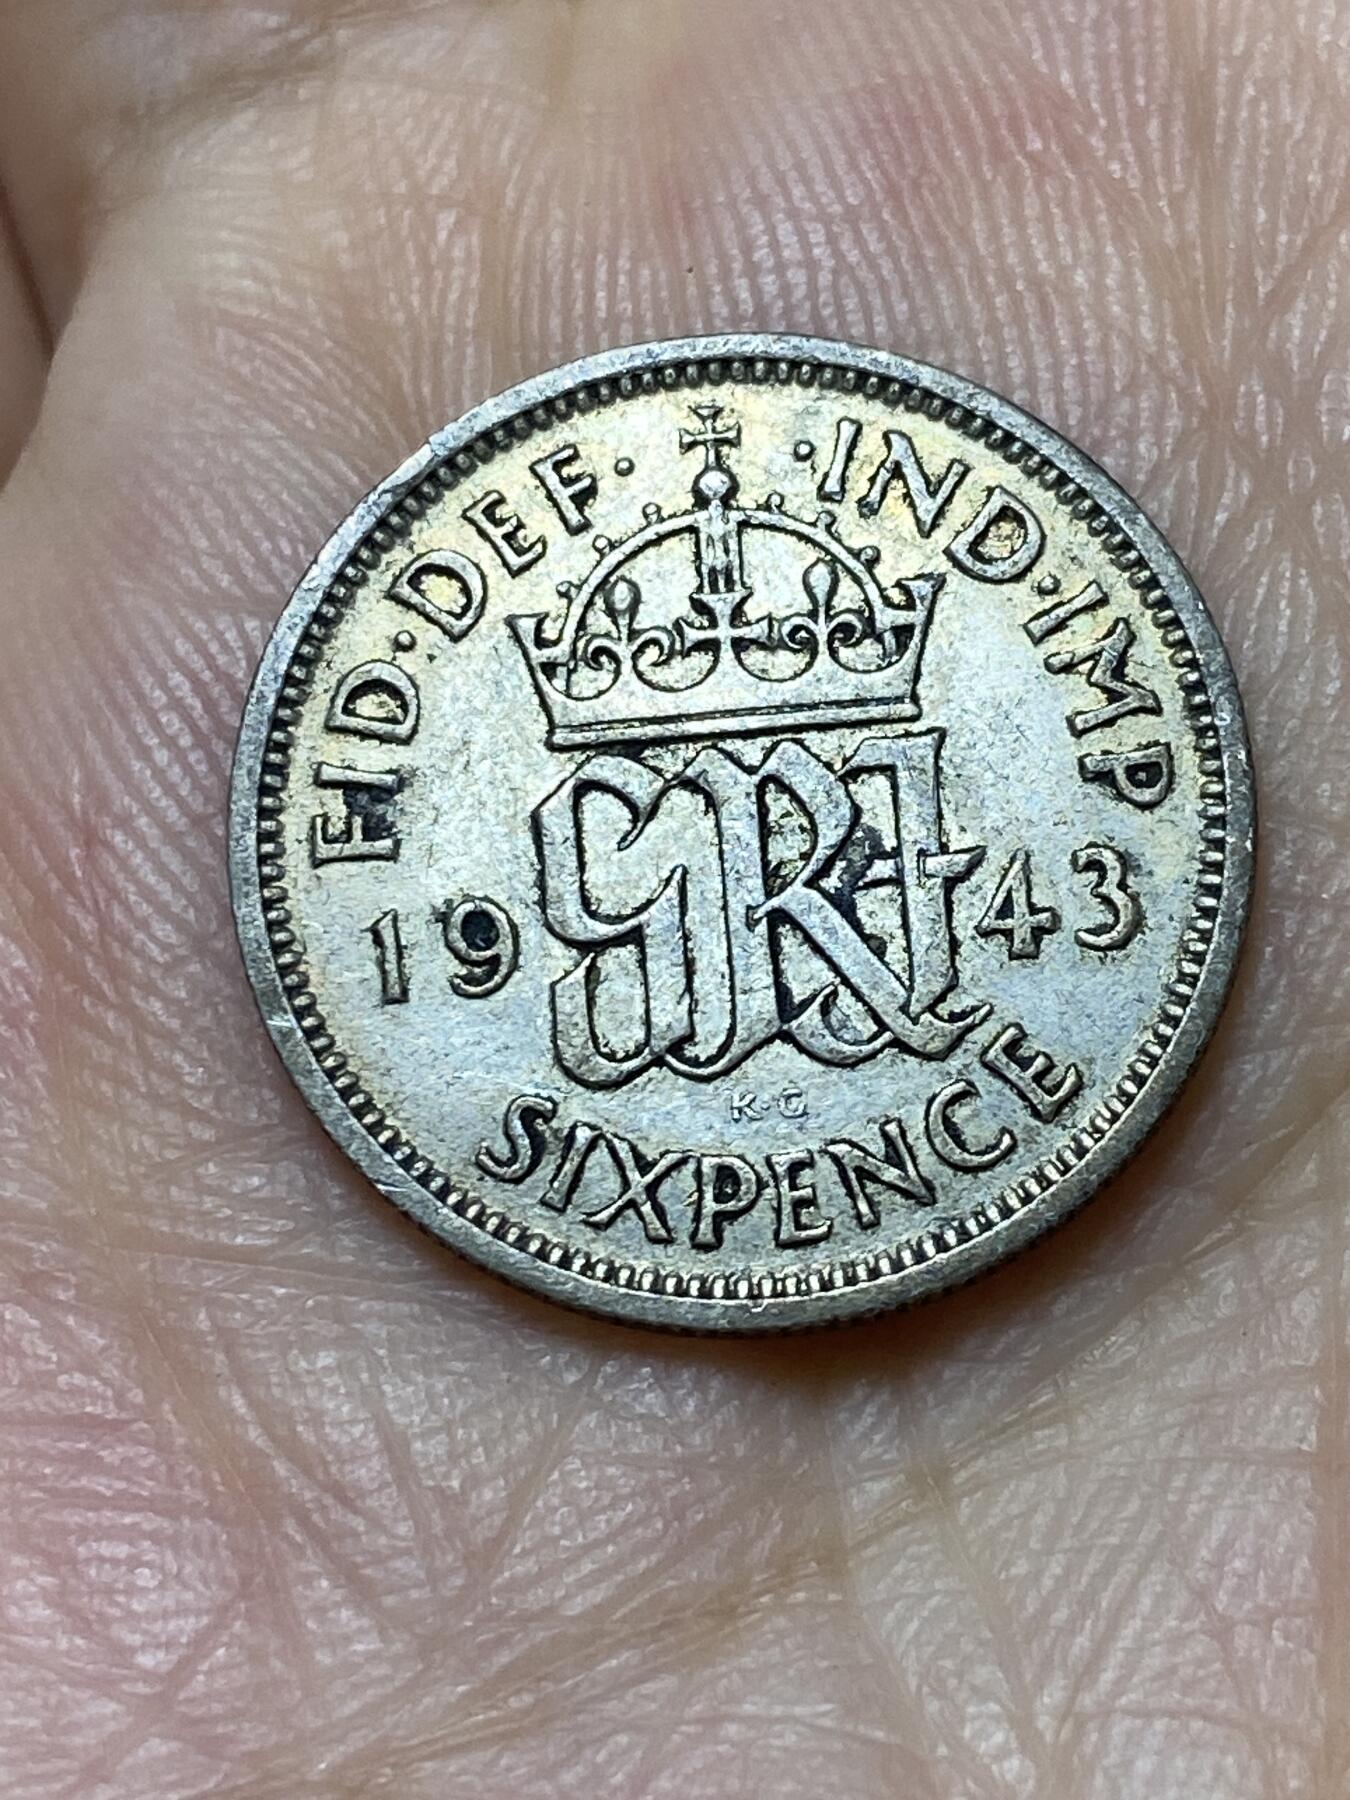 FID·DEF· ·IND·IMP
19 GRI 43
K·G
SIXPENCE